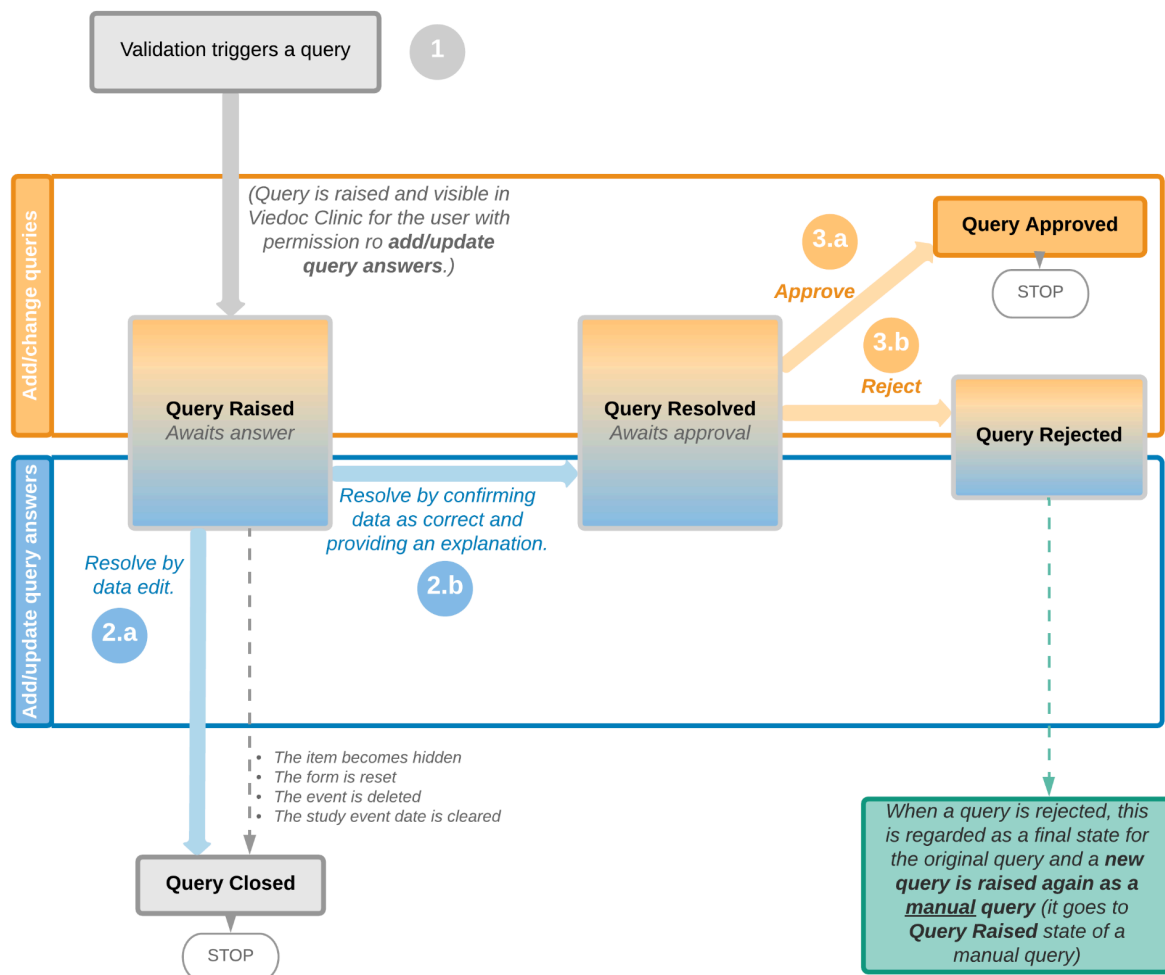 Validation triggers a query
1
Add/change queries
(Query is raised and visible in
Viedoc Clinic for the user with
permission ro add/update
query answers.)
3.a
Approve
Query Approved
STOP
3.b
Reject
Query Raised
Awaits answer
Query Resolved
Awaits approval
Query Rejected
Add/update query answers
Resolve by confirming
data as correct and
providing an explanation.
2.b
Resolve by
data edit.
2.a
• The item becomes hidden
• The form is reset
• The event is deleted
• The study event date is cleared
Query Closed
STOP
When a query is rejected, this
is regarded as a final state for
the original query and a new
query is raised again as a
manual query (it goes to
Query Raised state of a
manual query)